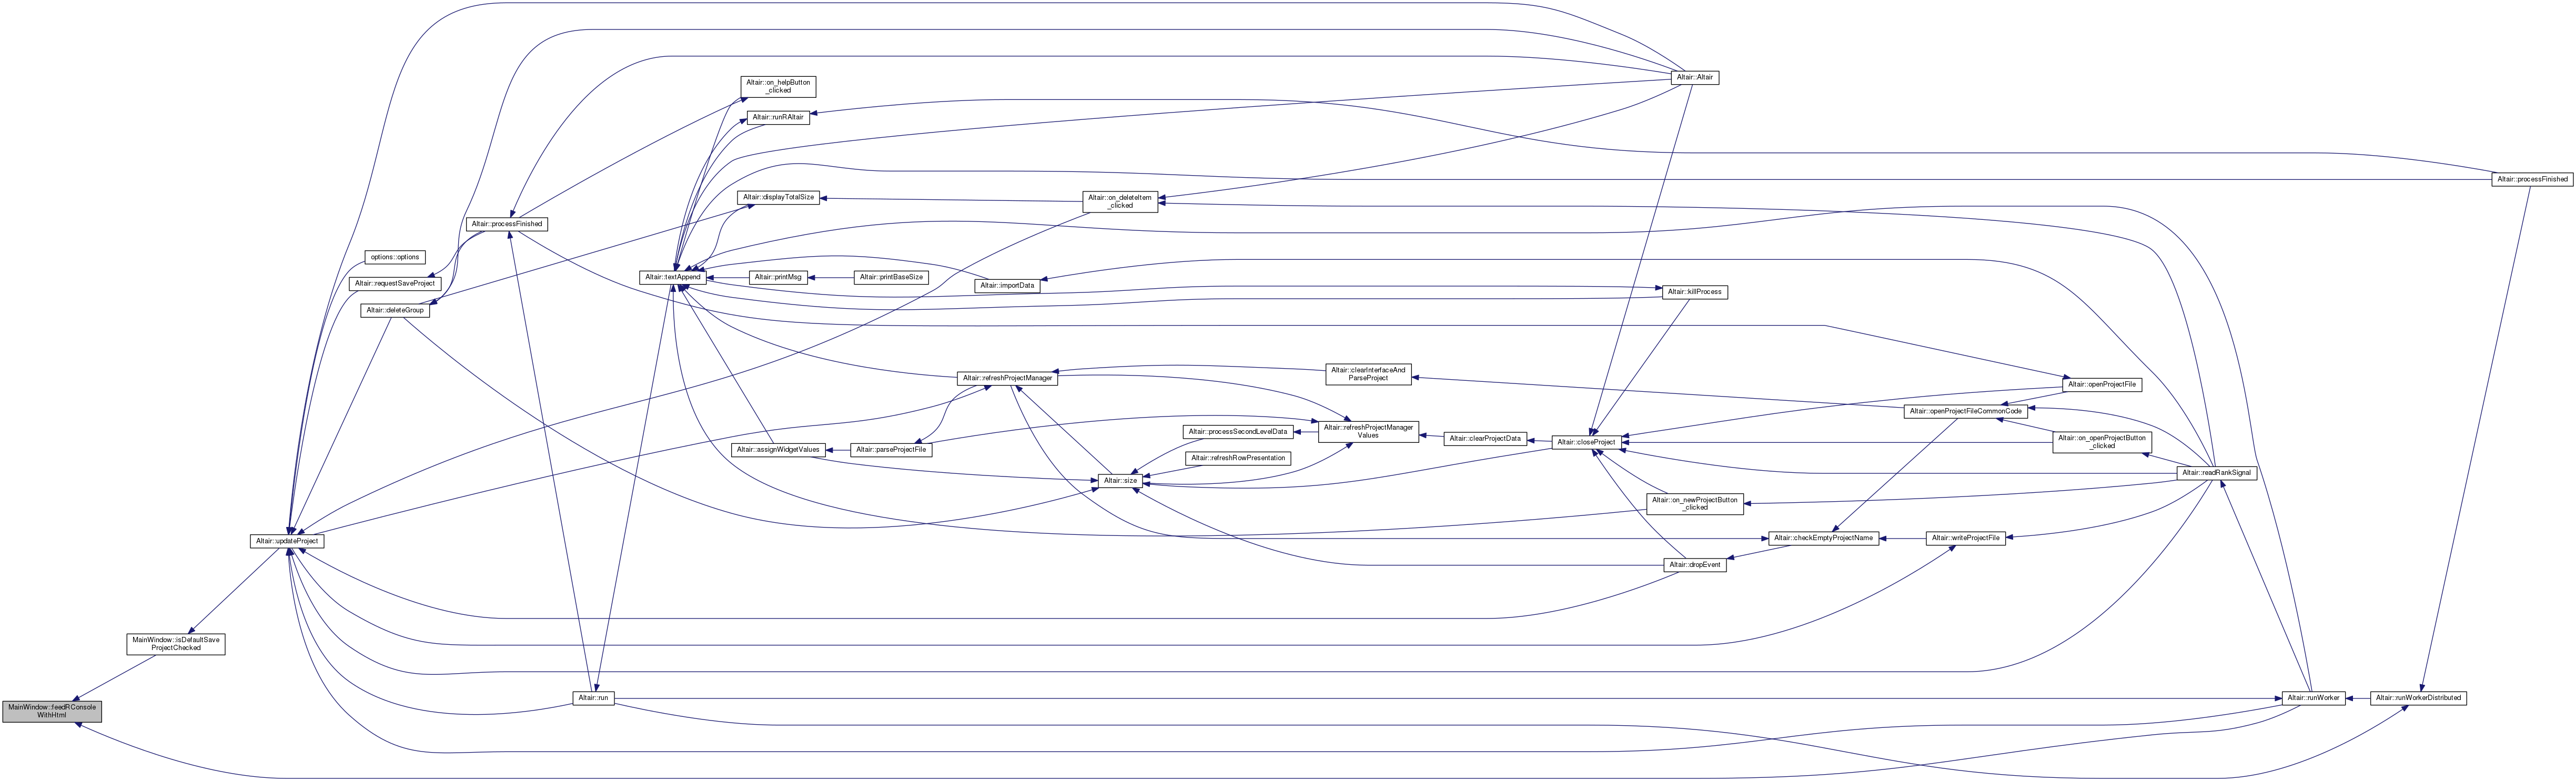 Altair::on_helpButton
_clicked
Altair::Altair
Altair::runRAltair
Altair::processFinished
Altair::displayTotalSize
Altair::on_deleteItem
_clicked
Altair::processFinished
options::options
Altair::requestSaveProject
Altair::textAppend
Altair::printMsg
Altair::printBaseSize
Altair::importData
Altair::killProcess
Altair::deleteGroup
Altair::refreshProjectManager
Altair::clearInterfaceAnd
ParseProject
Altair::openProjectFile
Altair::openProjectFileCommonCode
Altair::processSecondLevelData
Altair::refreshProjectManager
Values
Altair::clearProjectData
Altair::closeProject
Altair::on_openProjectButton
_clicked
Altair::assignWidgetValues
Altair::parseProjectFile
Altair::refreshRowPresentation
Altair::size
Altair::readRankSignal
Altair::on_newProjectButton
_clicked
Altair::updateProject
Altair::checkEmptyProjectName
Altair::writeProjectFile
Altair::dropEvent
MainWindow::isDefaultSave
ProjectChecked
Altair::run
Altair::runWorker
Altair::runWorkerDistributed
MainWindow::feedRConsole
WithHtml